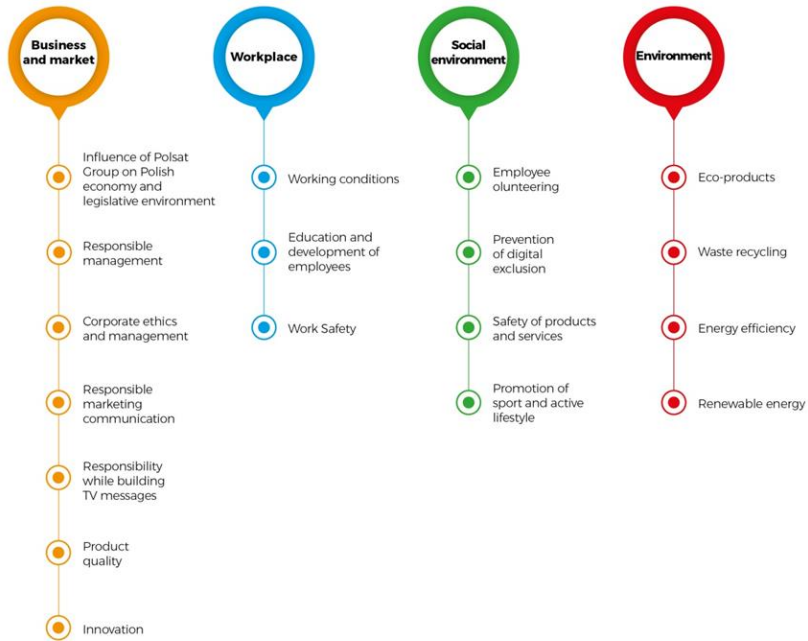 Business
and market
Influence of Polsat
Group on Polish
economy and
legislative environment
Responsible
management
Corporate ethics
and management
Responsible
marketing
communication
Responsibility
while building
TV messages
Product
quality
Innovation
Workplace
Working conditions
Education and
development of
employees
Work Safety
Social
environment
Employee
olunteering
Prevention
of digital
exclusion
Safety of products
and services
Promotion of
sport and active
lifestyle
Environment
Eco-products
Waste recycling
Energy efficiency
Renewable energy